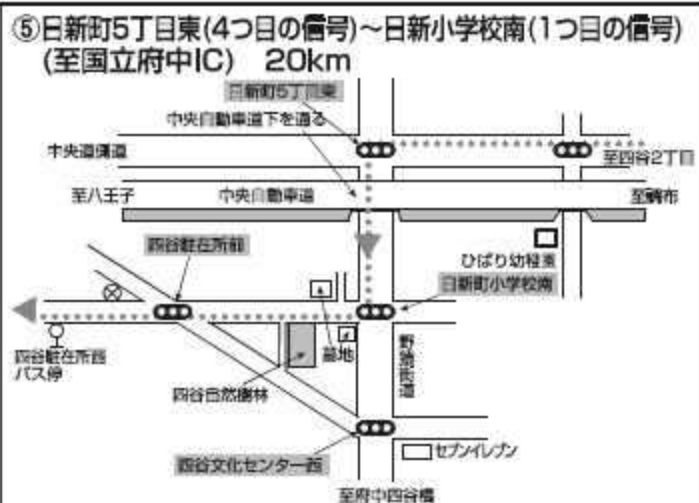 ⑤日新町5丁目東(4つ目の信号)～日新小学校南(1つ目の信号)
(至国立府中IC) 20km
日新町5丁目東
中央自動車道下を通る
中央道側道
至四谷2丁目
至八王子
中央自動車道
至調布
四谷駐在所前
ひばり幼稚園
日新町小学校南
四谷駐在所西
バス停
墓地
野猿街道
四谷自然樹林
四谷文化センター西
セブンイレブン
至府中四谷橋